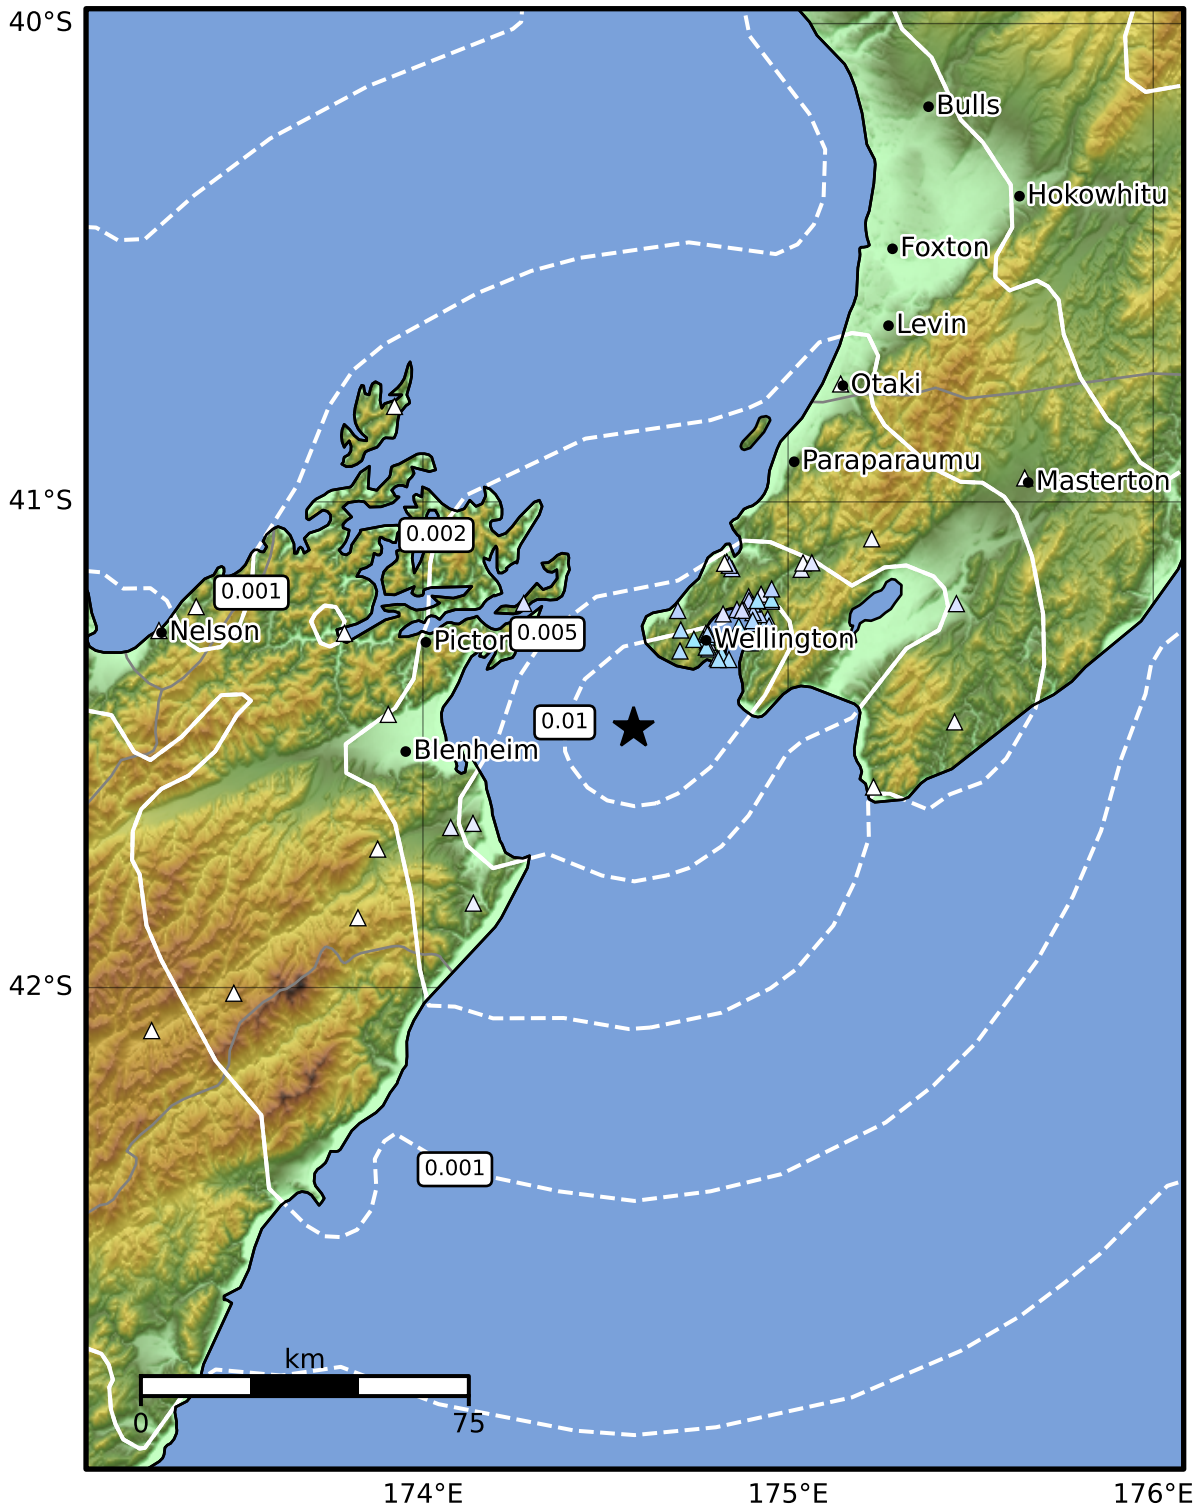 40°S
Bulls
Hokowhitu
Foxton
Levin
Otaki
Paraparaumu
Masterton
41°S
0.002
0.001
Nelson
Picton
0.005
Wellington
0.01
Blenheim
42°S
0.001
km
0
75
174°E
175°E
176°E